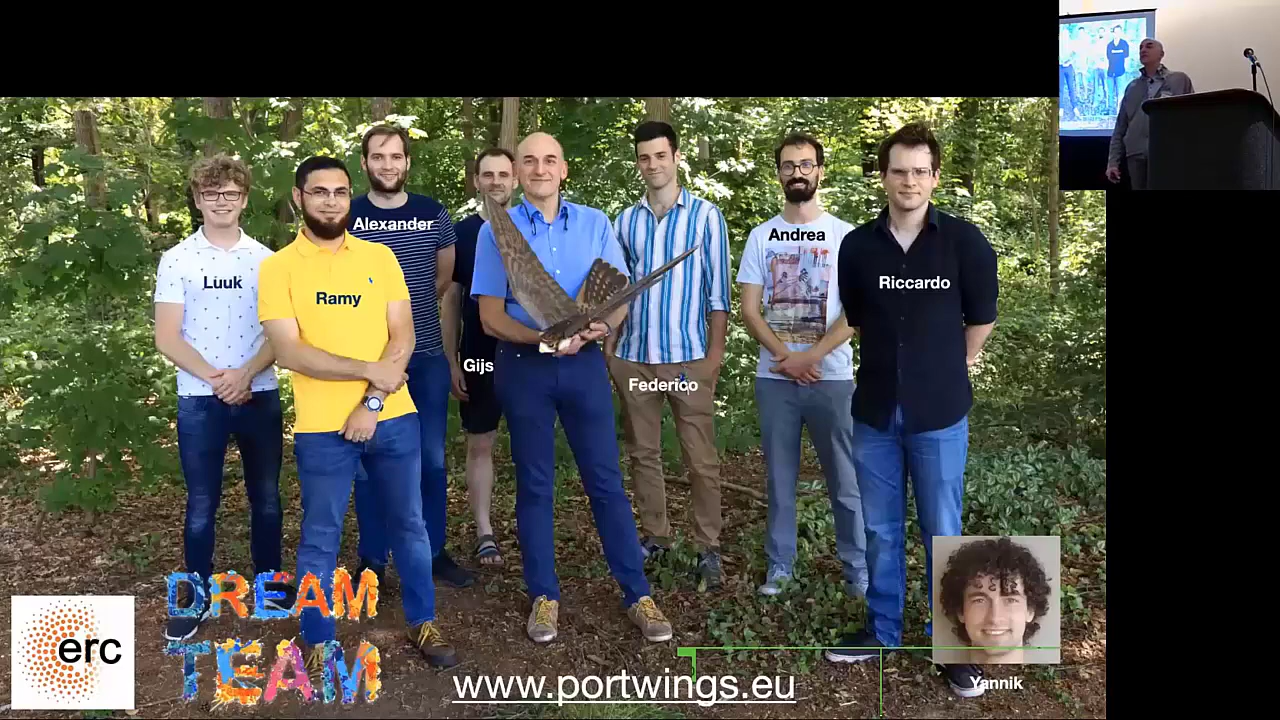 Alexander
Andrea
Luuk
Riccardo
Ramy
Gijs
Federico
DREAM
TEAM
erc
www.portwings.eu
Yannik